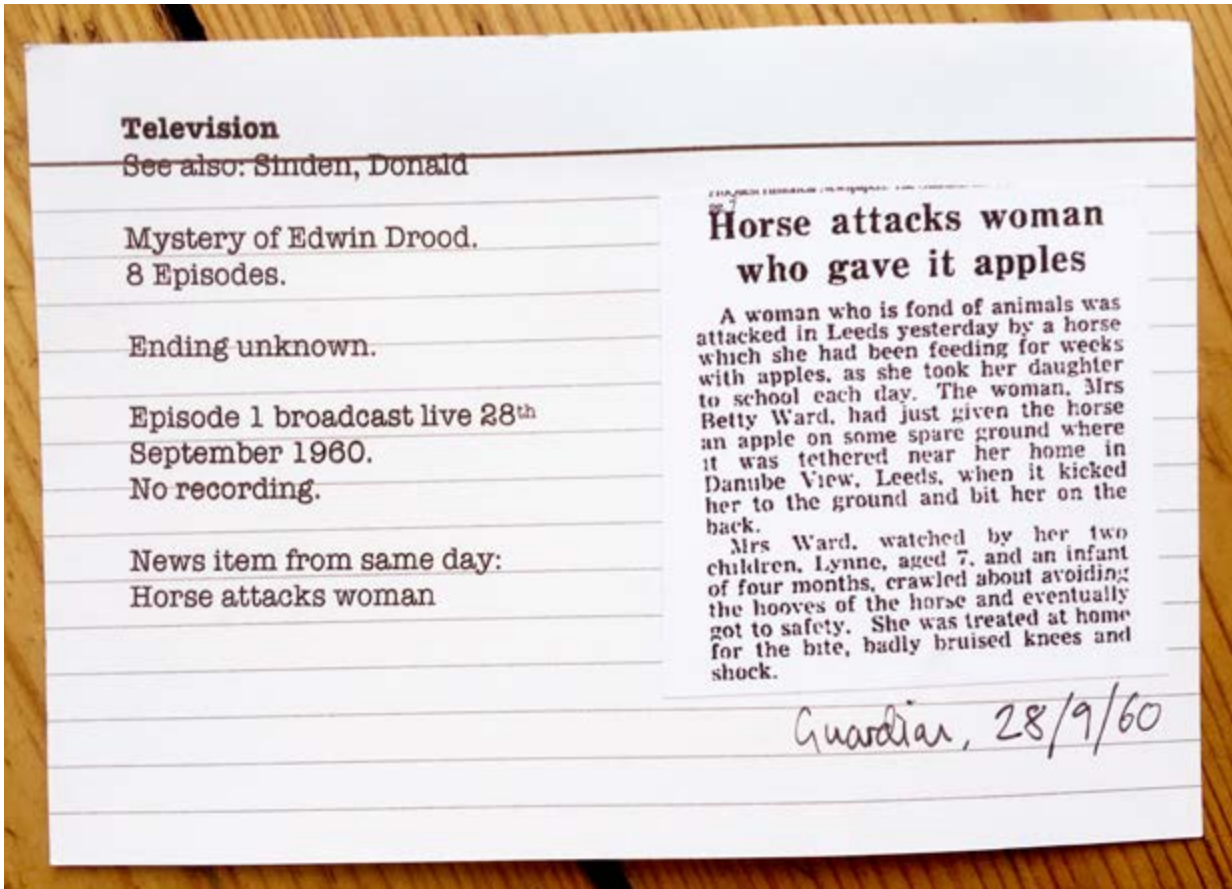 Television
See also: Sinden, Donald
Mystery of Edwin Drood.
8 Episodes.
Ending unknown.
Episode 1 broadcast live 28th
September 1960.
No recording.
News item from same day:
Horse attacks woman
Horse attacks woman
who gave it apples
A woman who is fond of animals was
attacked in Leeds yesterday by a horse
which she had been feeding for weeks
with apples, as she took her daughter
to school each day. The woman, Mrs
Betty Ward, had just given the horse
an apple on some spare ground where
it was tethered near her home in
Danube View, Leeds, when it kicked
her to the ground and bit her on the
back.
Mrs Ward, watched by her two
children, Lynne, aged 7, and an infant
of four months, crawled about avoiding
the hooves of the horse and eventually
got to safety. She was treated at home
for the bite, badly bruised knees and
shock.
Guardian, 28/9/60